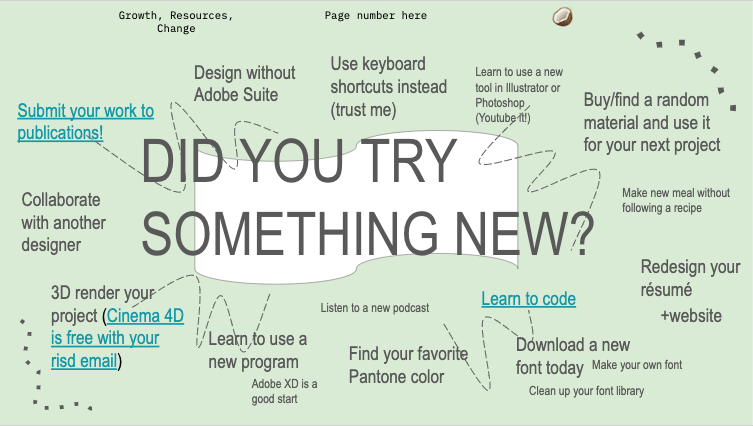 Growth, Resources,
Change
Page number here
Design without
Adobe Suite
Use keyboard
shortcuts instead
(trust me)
Learn to use a new
tool in Illustrator or
Photoshop
(Youtube it!)
Buy/find a random
material and use it
for your next project
Submit your work to
publications!
DID YOU TRY
SOMETHING NEW?
Collaborate
with another
designer
Make new meal without
following a recipe
Redesign your
résumé
+website
3D render your
project (Cinema 4D
is free with your
risd email)
Learn to use a
new program
Adobe XD is a
good start
Listen to a new podcast
Find your favorite
Pantone color
Learn to code
Download a new
font today
Make your own font
Clean up your font library